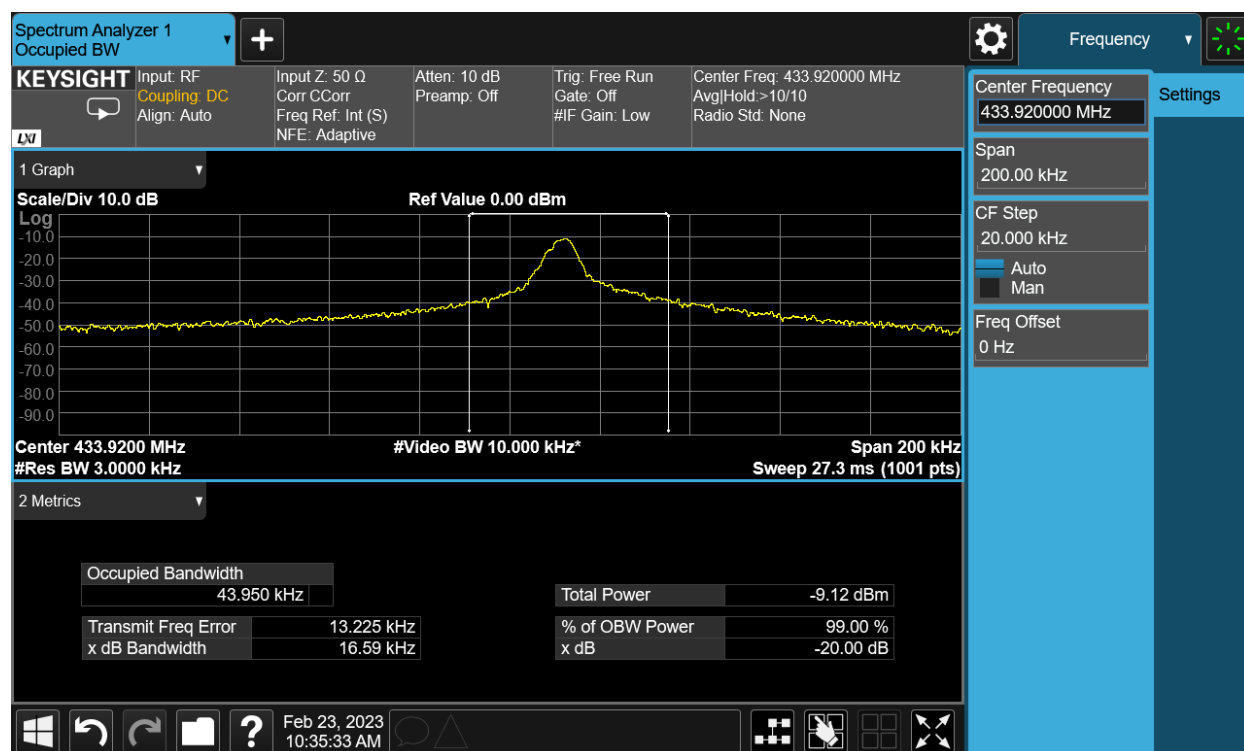 Spectrum Analyzer 1
Occupied BW
Frequency
KEYSIGHT
LXI
Input: RF
Coupling: DC
Align: Auto
Input Z: 50 Ω
Corr CCorr
Freq Ref: Int (S)
NFE: Adaptive
Atten: 10 dB
Preamp: Off
Trig: Free Run
Gate: Off
#IF Gain: Low
Center Freq: 433.920000 MHz
Avg|Hold:>10/10
Radio Std: None
Center Frequency
433.920000 MHz
Settings
Span
200.00 kHz
CF Step
20.000 kHz
Auto
Man
Freq Offset
0 Hz
1 Graph
Scale/Div 10.0 dB
Ref Value 0.00 dBm
Log
-10.0
-20.0
-30.0
-40.0
-50.0
-60.0
-70.0
-80.0
-90.0
Center 433.9200 MHz
#Video BW 10.000 kHz*
Span 200 kHz
#Res BW 3.0000 kHz
Sweep 27.3 ms (1001 pts)
2 Metrics
Occupied Bandwidth
43.950 kHz
Total Power -9.12 dBm
Transmit Freq Error 13.225 kHz
% of OBW Power 99.00 %
x dB Bandwidth 16.59 kHz
x dB -20.00 dB
?
Feb 23, 2023
10:35:33 AM